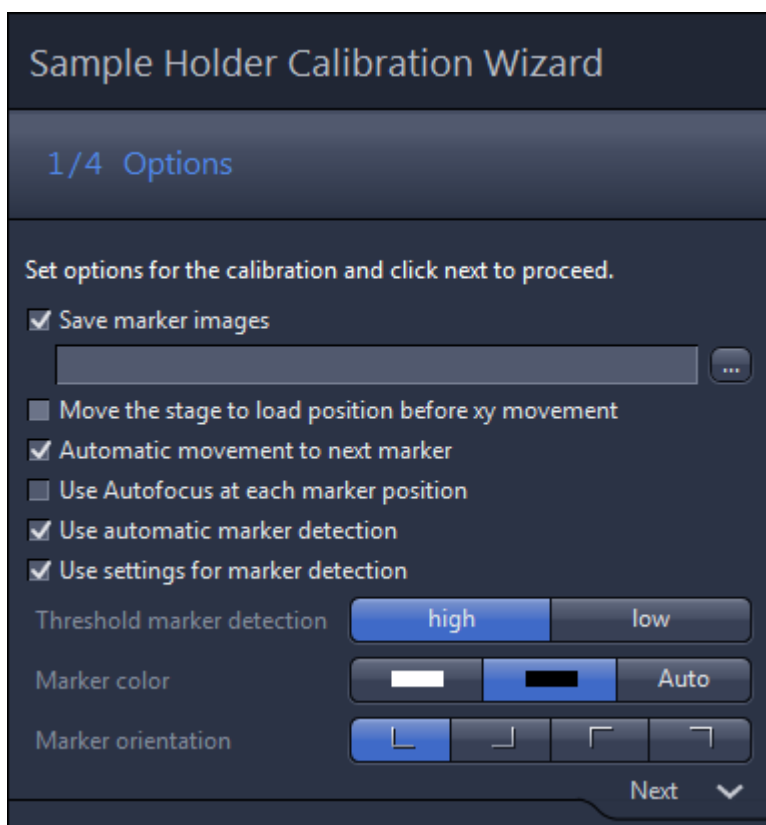 Sample Holder Calibration Wizard
1/4 Options
Set options for the calibration and click next to proceed.
Save marker images
...
Move the stage to load position before xy movement
Automatic movement to next marker
Use Autofocus at each marker position
Use automatic marker detection
Use settings for marker detection
Threshold marker detection high low
Marker color Auto
Marker orientation
Next